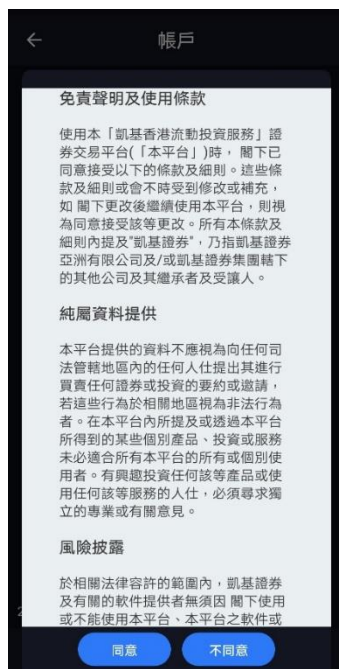 帳戶
免責聲明及使用條款
使用本「凱基香港流動投資服務」證
券交易平台(「本平台」)時， 閣下已
同意接受以下的條款及細則。這些條
款及細則或會不時受到修改或補充，
如 閣下更改後繼續使用本平台，則視
為同意接受該等更改。所有本條款及
細則內提及"凱基證券"，乃指凱基證券
亞洲有限公司及/或凱基證券集團轄下
的其他公司及其繼承者及受讓人。
純屬資料提供
本平台提供的資料不應視為向任何司
法管轄地區內的任何人仕提出其進行
買賣任何證券或投資的要約或邀請，
若這些行為於相關地區視為非法行為
者。在本平台內所提及或透過本平台
所得到的某些個別產品、投資或服務
未必適合所有本平台的所有或個別使
用者。有興趣投資任何該等產品或使
用任何該等服務的人仕，必須尋求獨
立的專業或有關意見。
風險披露
於相關法律容許的範圍內，凱基證券
及有關的軟件提供者無須因 閣下使用
或不能使用本平台、本平台之軟件或
2
同意 不同意